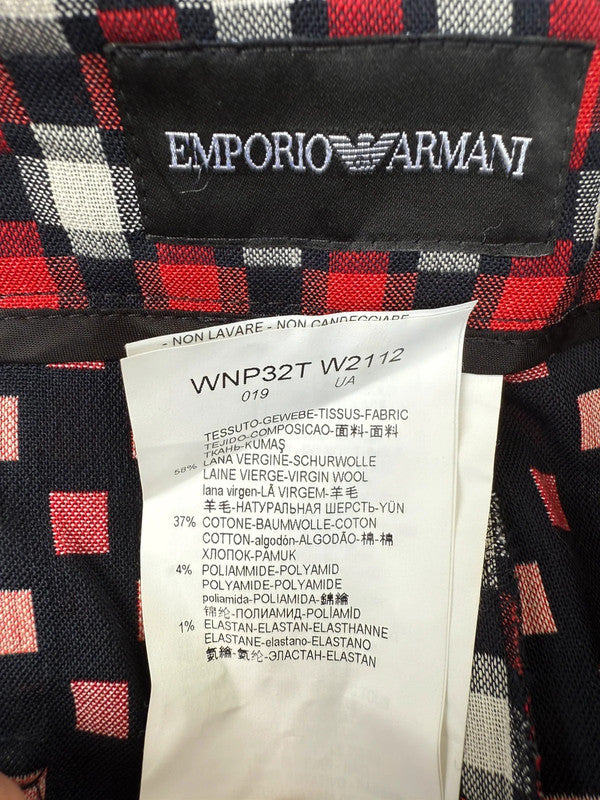 EMPORIO ARMANI
- NON LAVARE - NON CANDEGGIARE
WNP32T W2112
019 UA
TESSUTO-GEWEBE-TISSUS-FABRIC
TEJIDO-COMPOSICAO-面料-面料
ТКАНЬ-KUMAŞ
58% LANA VERGINE-SCHURWOLLE
LAINE VIERGE-VIRGIN WOOL
lana virgen-LÃ VIRGEM-羊毛
羊毛-НАТУРАЛЬНАЯ ШЕРСТЬ-YÜN
37% COTONE-BAUMWOLLE-COTON
COTTON-algodón-ALGODÃO-棉-棉
ХЛОПОК-PAMUK
4% POLIAMMIDE-POLYAMID
POLYAMIDE-POLYAMIDE
poliamida-POLIAMIDA-錦綸
锦纶-ПОЛИАМИД-POLİAMİD
1% ELASTAN-ELASTAN-ELASTHANNE
ELASTANE-elastano-ELASTANO
氨綸-氨纶-ЭЛАСТАН-ELASTAN